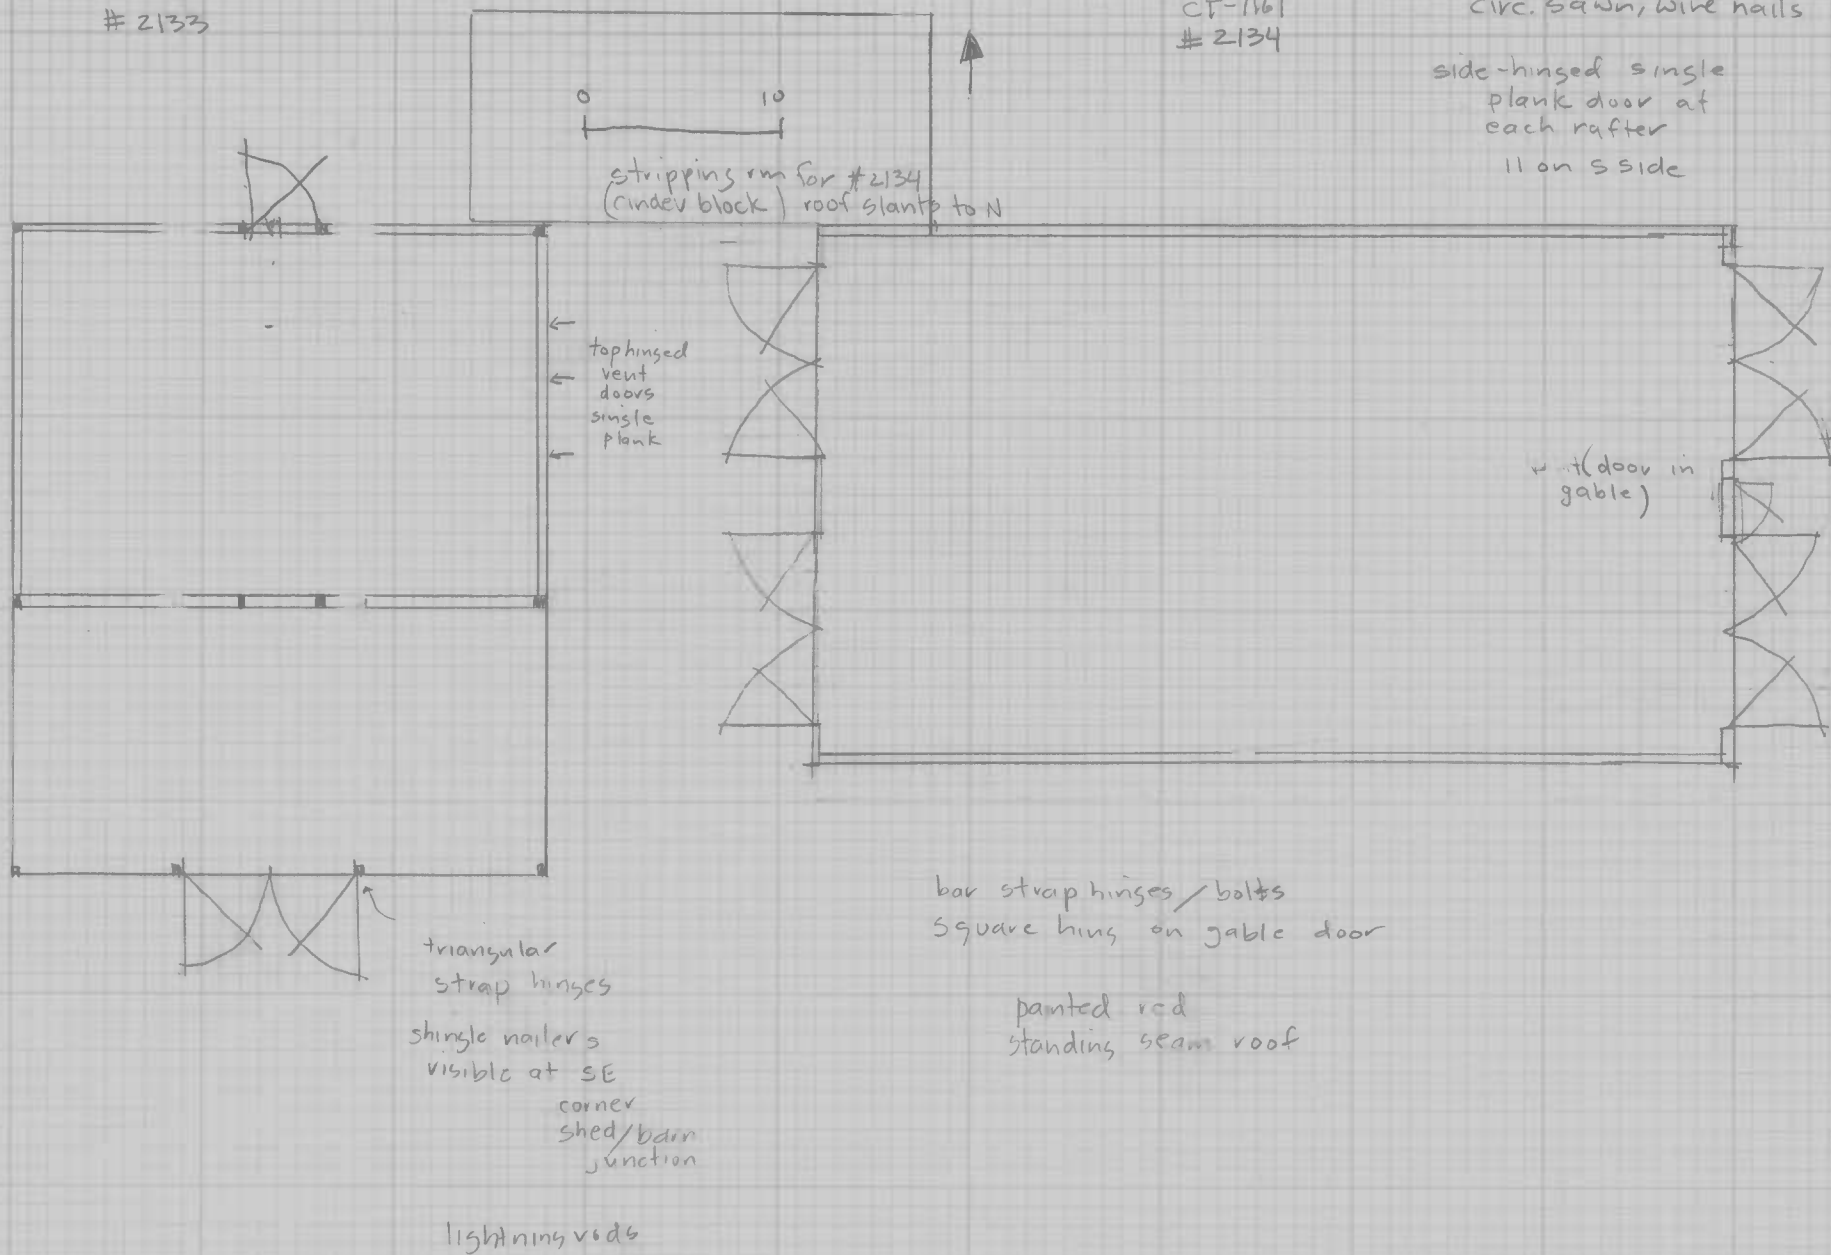 # 2133
CT-1161
# 2134
circ. sawn, wire nails
side-hinged single
plank door at
each rafter
11 on S side
0 10
stripping rm for #2134
(cinder block) roof slants to N
top hinged
vent
doors
single
plank
(door in
gable)
triangular
strap hinges
shingle nailers
visible at SE
corner
shed/barn
junction
lightning rods
bar strap hinges/bolts
square hing on gable door
painted red
standing seam roof